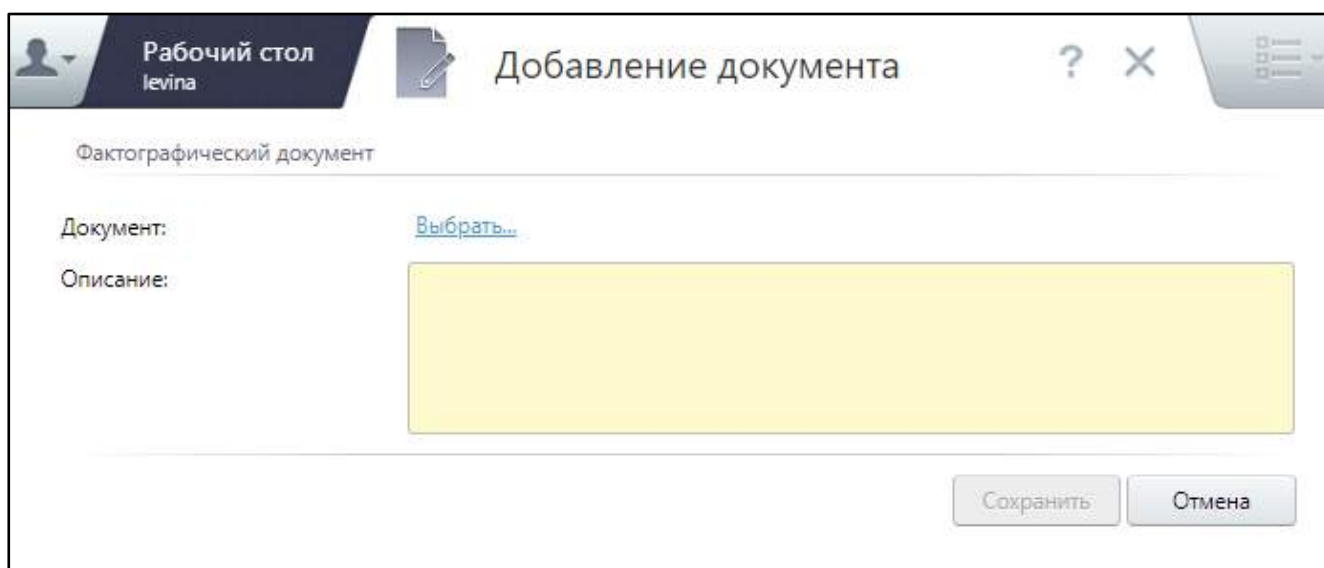 Рабочий стол
levina
Добавление документа
?
Фактографический документ
Документ:
Выбрать...
Описание:
Сохранить
Отмена